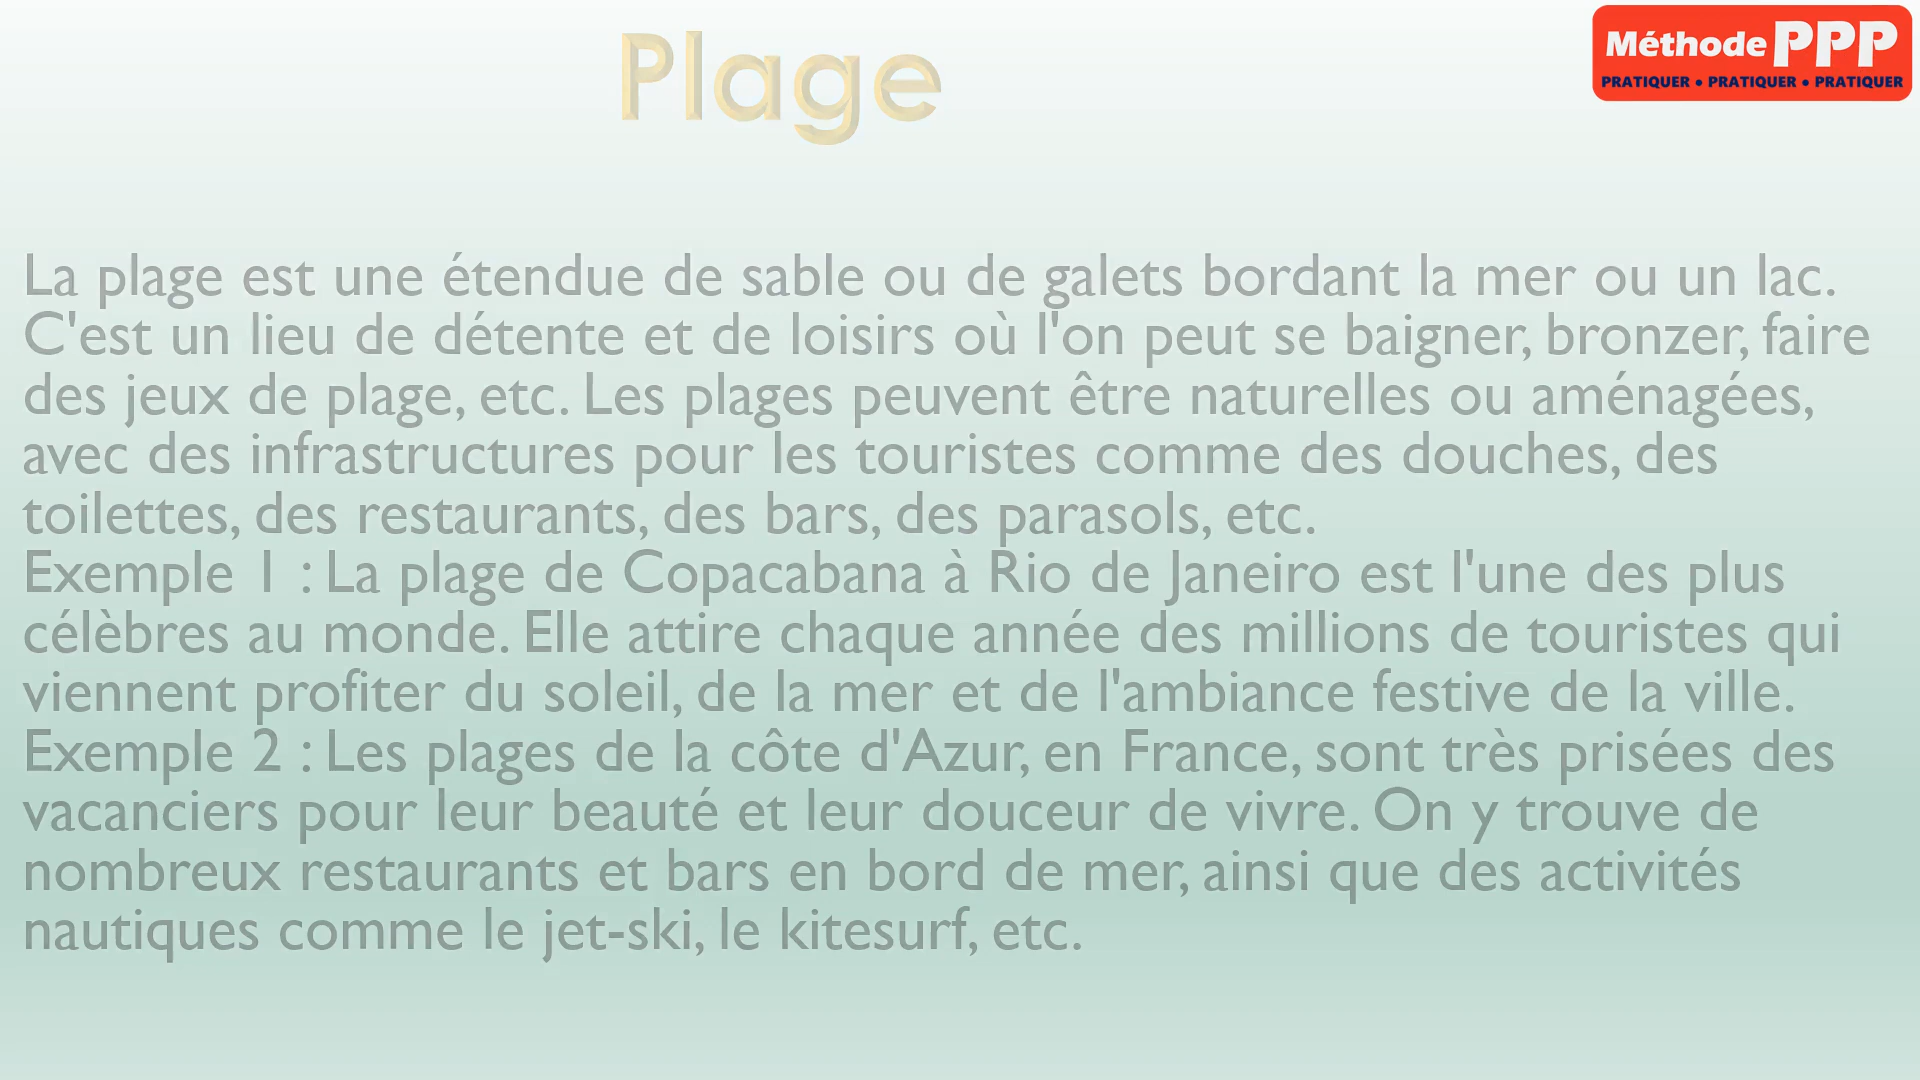 Plage
Méthode PPP
PRATIQUER • PRATIQUER • PRATIQUER
La plage est une étendue de sable ou de galets bordant la mer ou un lac.
C'est un lieu de détente et de loisirs où l'on peut se baigner, bronzer, faire
des jeux de plage, etc. Les plages peuvent être naturelles ou aménagées,
avec des infrastructures pour les touristes comme des douches, des
toilettes, des restaurants, des bars, des parasols, etc.
Exemple 1 : La plage de Copacabana à Rio de Janeiro est l'une des plus
célèbres au monde. Elle attire chaque année des millions de touristes qui
viennent profiter du soleil, de la mer et de l'ambiance festive de la ville.
Exemple 2 : Les plages de la côte d'Azur, en France, sont très prisées des
vacanciers pour leur beauté et leur douceur de vivre. On y trouve de
nombreux restaurants et bars en bord de mer, ainsi que des activités
nautiques comme le jet-ski, le kitesurf, etc.